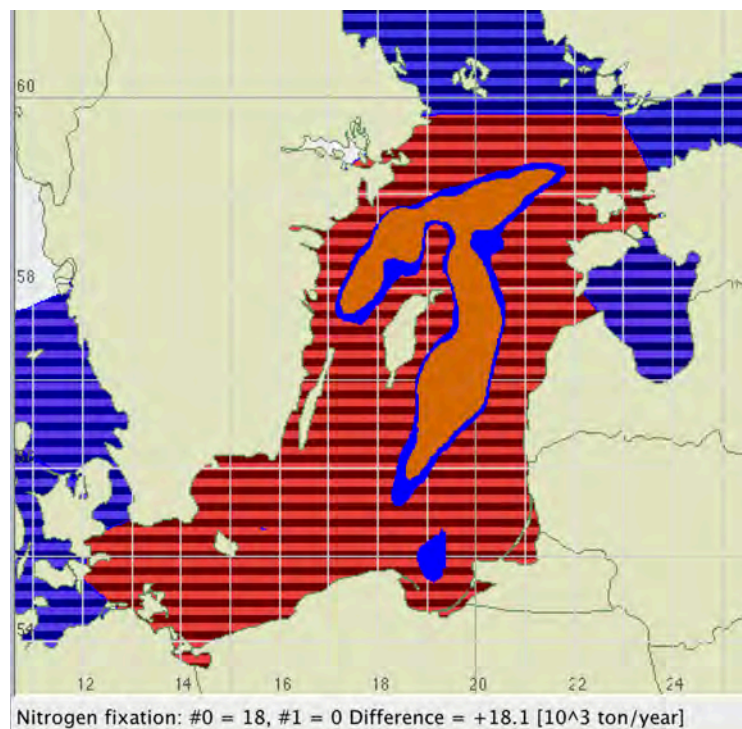 60
58
54
12 14 16 18 20 22 24
Nitrogen fixation: #0 = 18, #1 = 0 Difference = +18.1 [10^3 ton/year]